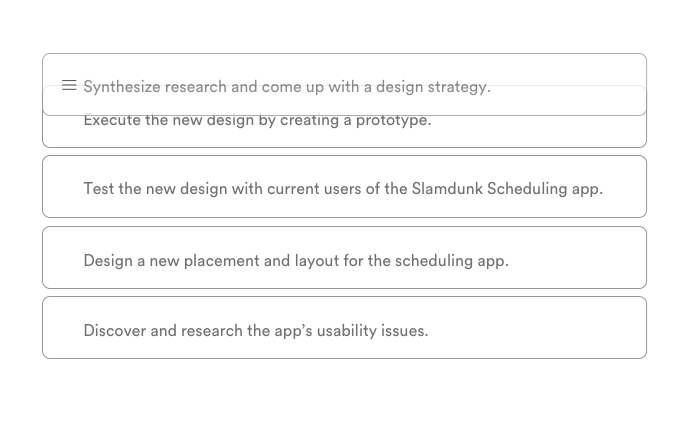 Synthesize research and come up with a design strategy.
Execute the new design by creating a prototype.
Test the new design with current users of the Slamdunk Scheduling app.
Design a new placement and layout for the scheduling app.
Discover and research the app’s usability issues.